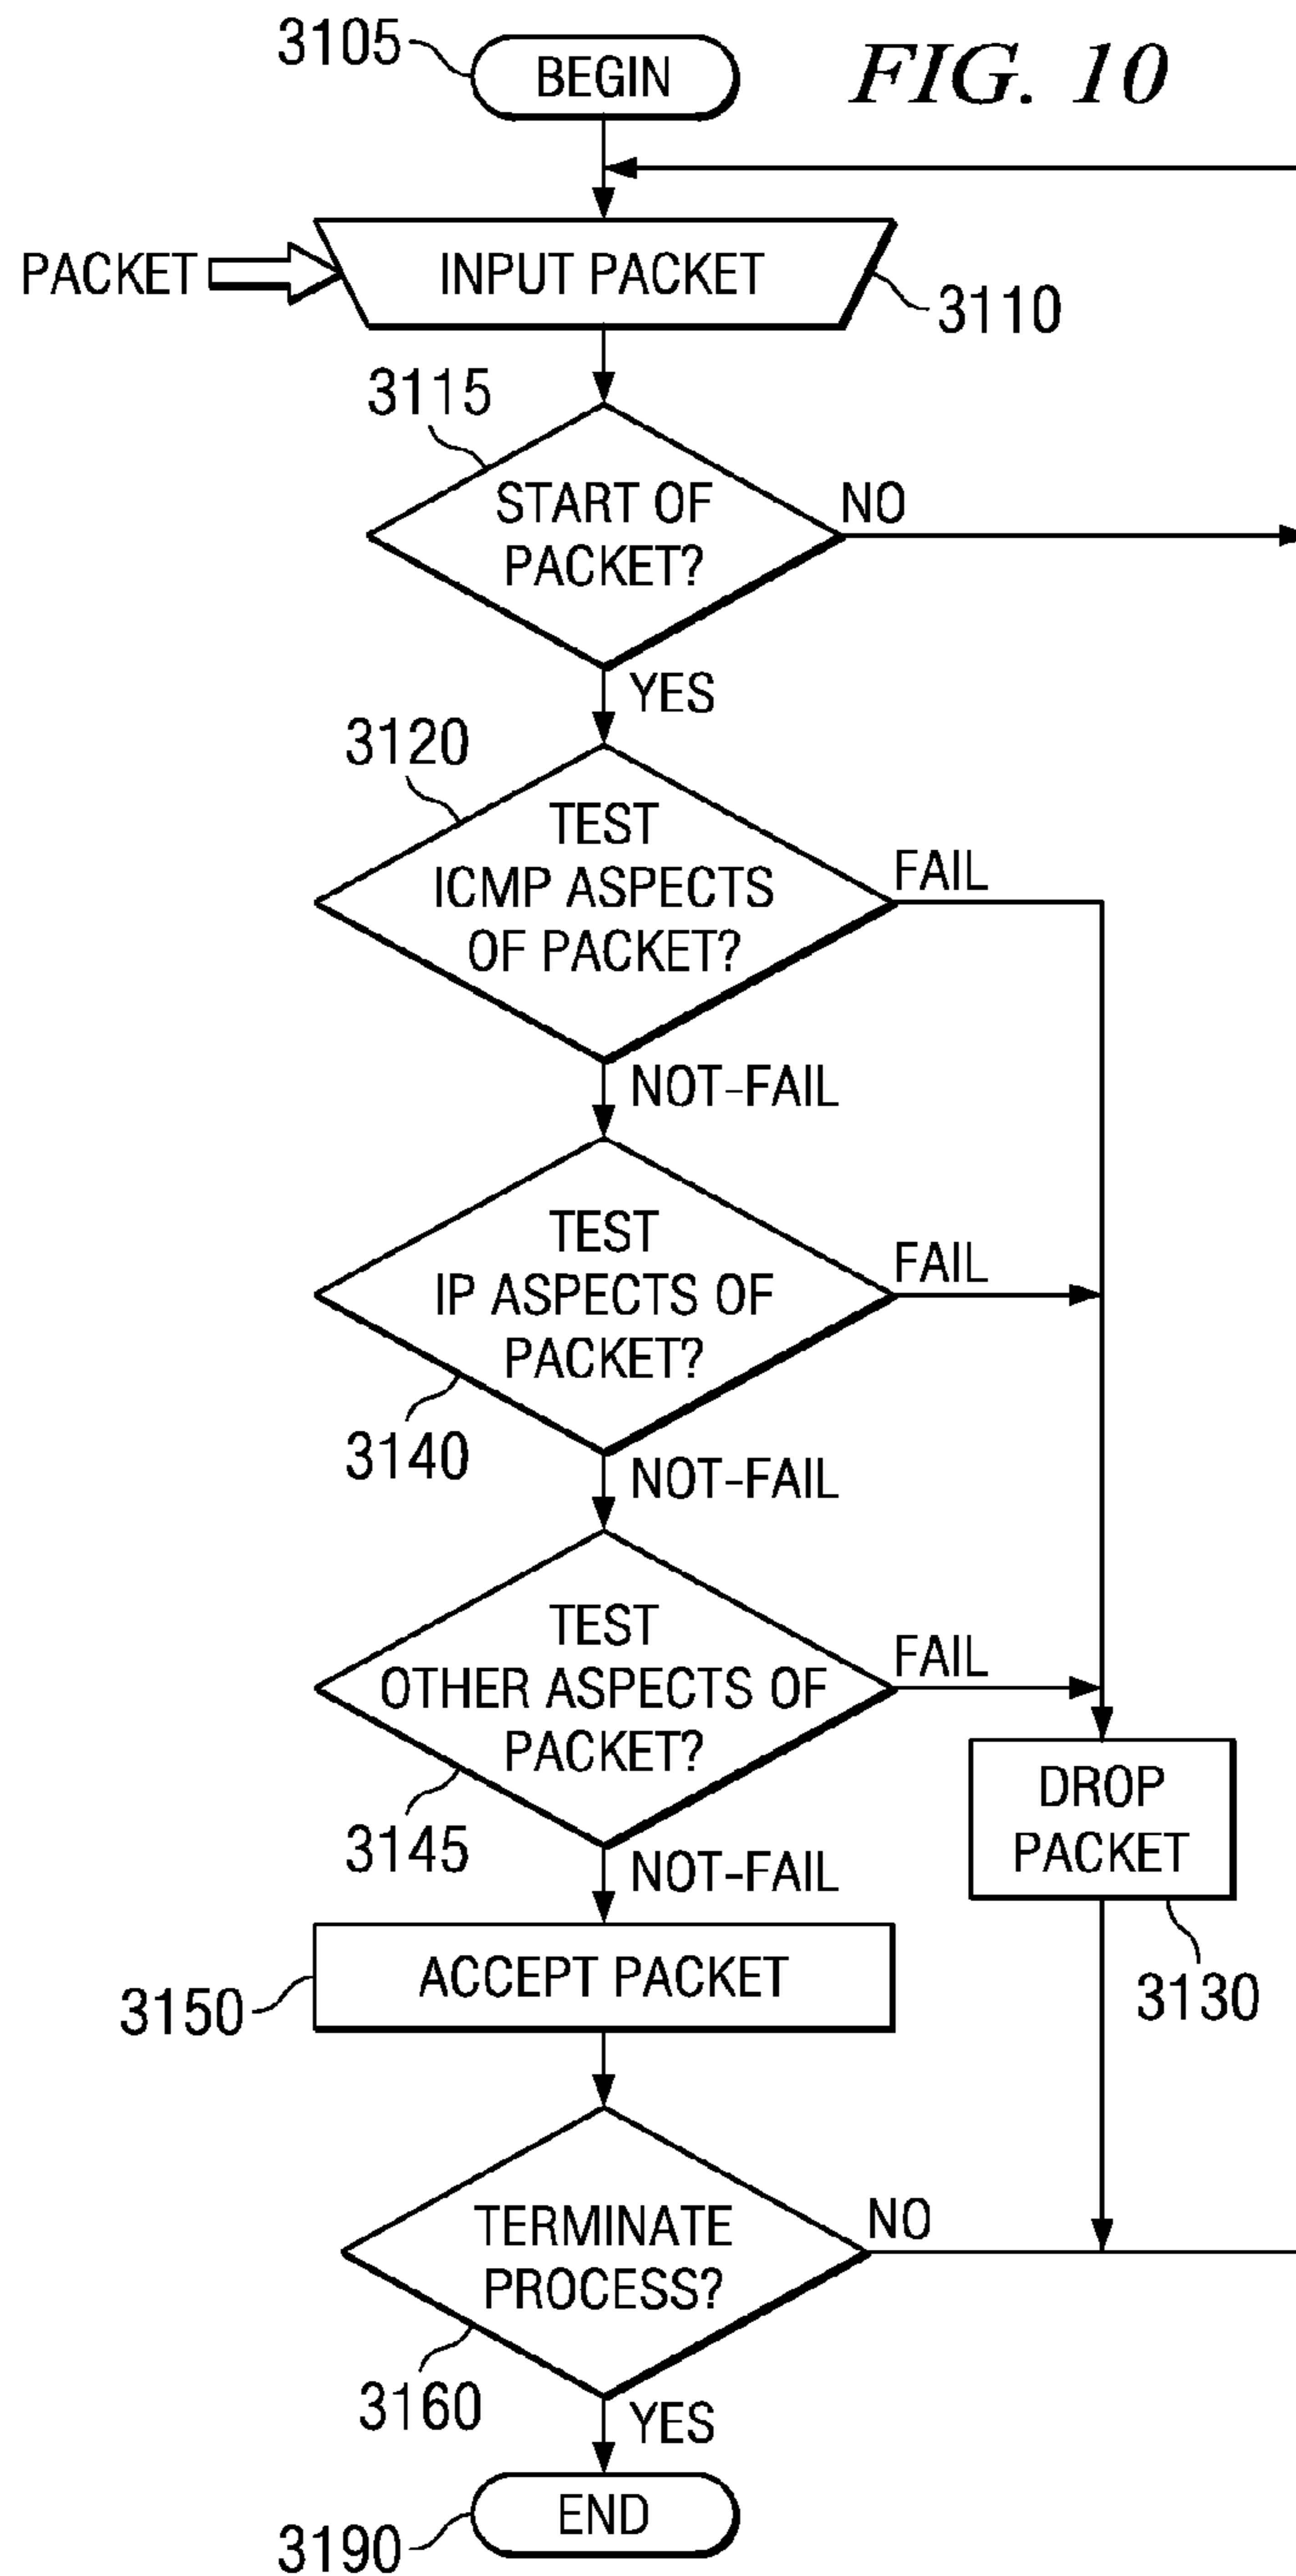 3105
BEGIN
FIG. 10
PACKET
INPUT PACKET
3110
3115
START OF
PACKET?
NO
YES
3120
TEST
ICMP ASPECTS
OF PACKET?
FAIL
NOT-FAIL
TEST
IP ASPECTS OF
PACKET?
FAIL
3140
NOT-FAIL
TEST
OTHER ASPECTS OF
PACKET?
FAIL
3145
NOT-FAIL
DROP
PACKET
3130
ACCEPT PACKET
3150
TERMINATE
PROCESS?
NO
3160
YES
END
3190